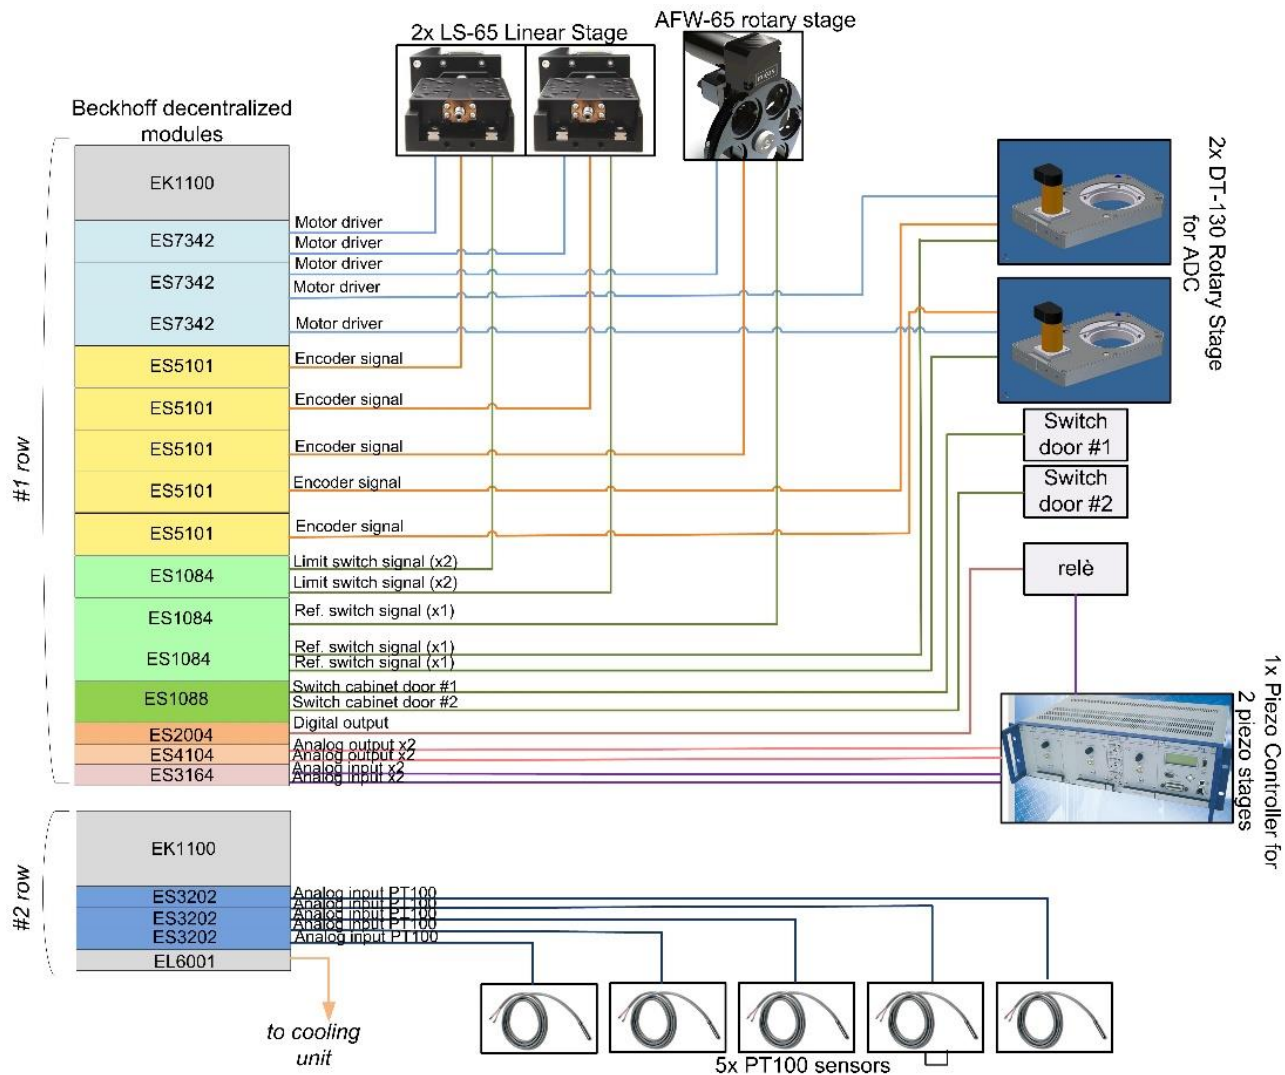 2x LS-65 Linear Stage
AFW-65 rotary stage
Beckhoff decentralized
modules
#1 row
EK1100
ES7342
ES7342
ES7342
ES5101
ES5101
ES5101
ES5101
ES5101
ES1084
ES1084
ES1084
ES1088
ES2004
ES4104
ES3164
Motor driver
Motor driver
Motor driver
Motor driver
Motor driver
Encoder signal
Encoder signal
Encoder signal
Encoder signal
Encoder signal
Limit switch signal (x2)
Limit switch signal (x2)
Ref. switch signal (x1)
Ref. switch signal (x1)
Ref. switch signal (x1)
Switch cabinet door #1
Switch cabinet door #2
Digital output
Analog output x2
Analog output x2
Analog input x2
Analog input x2
2x DT-130 Rotary Stage
for ADC
Switch
door #1
Switch
door #2
relè
1x Piezo Controller for
2 piezo stages
#2 row
EK1100
ES3202
ES3202
ES3202
EL6001
Analog input PT100
Analog input PT100
Analog input PT100
Analog input PT100
Analog input PT100
to cooling
unit
5x PT100 sensors